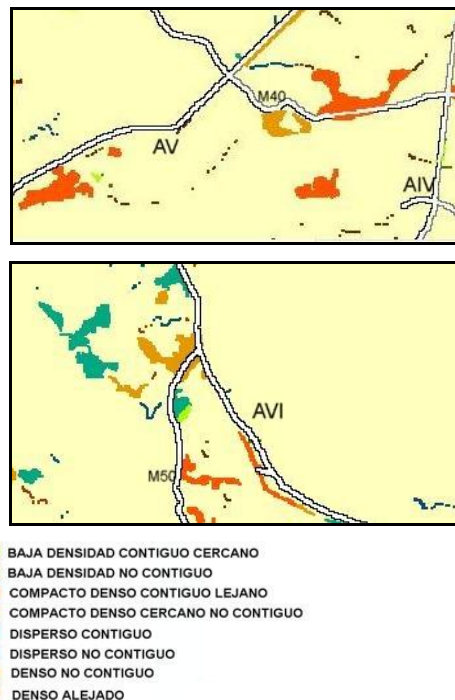 M40
AV
AIV
AVI
M50
BAJA DENSIDAD CONTIGUO CERCANO
BAJA DENSIDAD NO CONTIGUO
COMPACTO DENSO CONTIGUO LEJANO
COMPACTO DENSO CERCANO NO CONTIGUO
DISPERSO CONTIGUO
DISPERSO NO CONTIGUO
DENSO NO CONTIGUO
DENSO ALEJADO